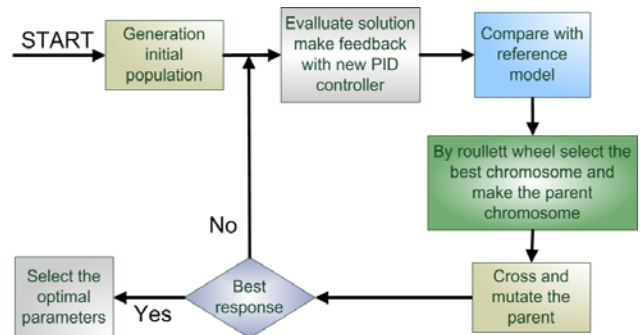 START
Generation
initial
population
Evalluate solution
make feedback
with new PID
controller
Compare with
reference
model
By roullett wheel select the
best chromosome and
make the parent
chromosome
Cross and
mutate the
parent
Best
response
No
Yes
Select the
optimal
parameters